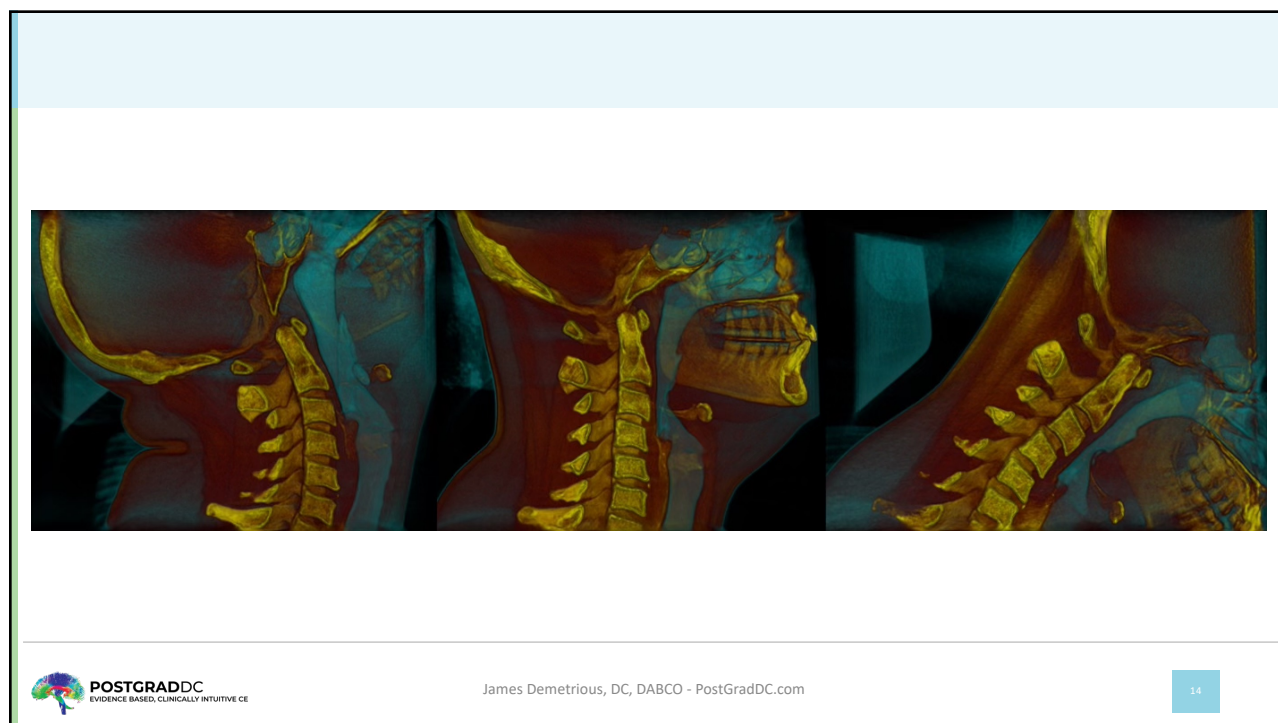 POSTGRADDC
EVIDENCE BASED, CLINICALLY INTUITIVE CE
James Demetrious, DC, DABCO - PostGradDC.com
14